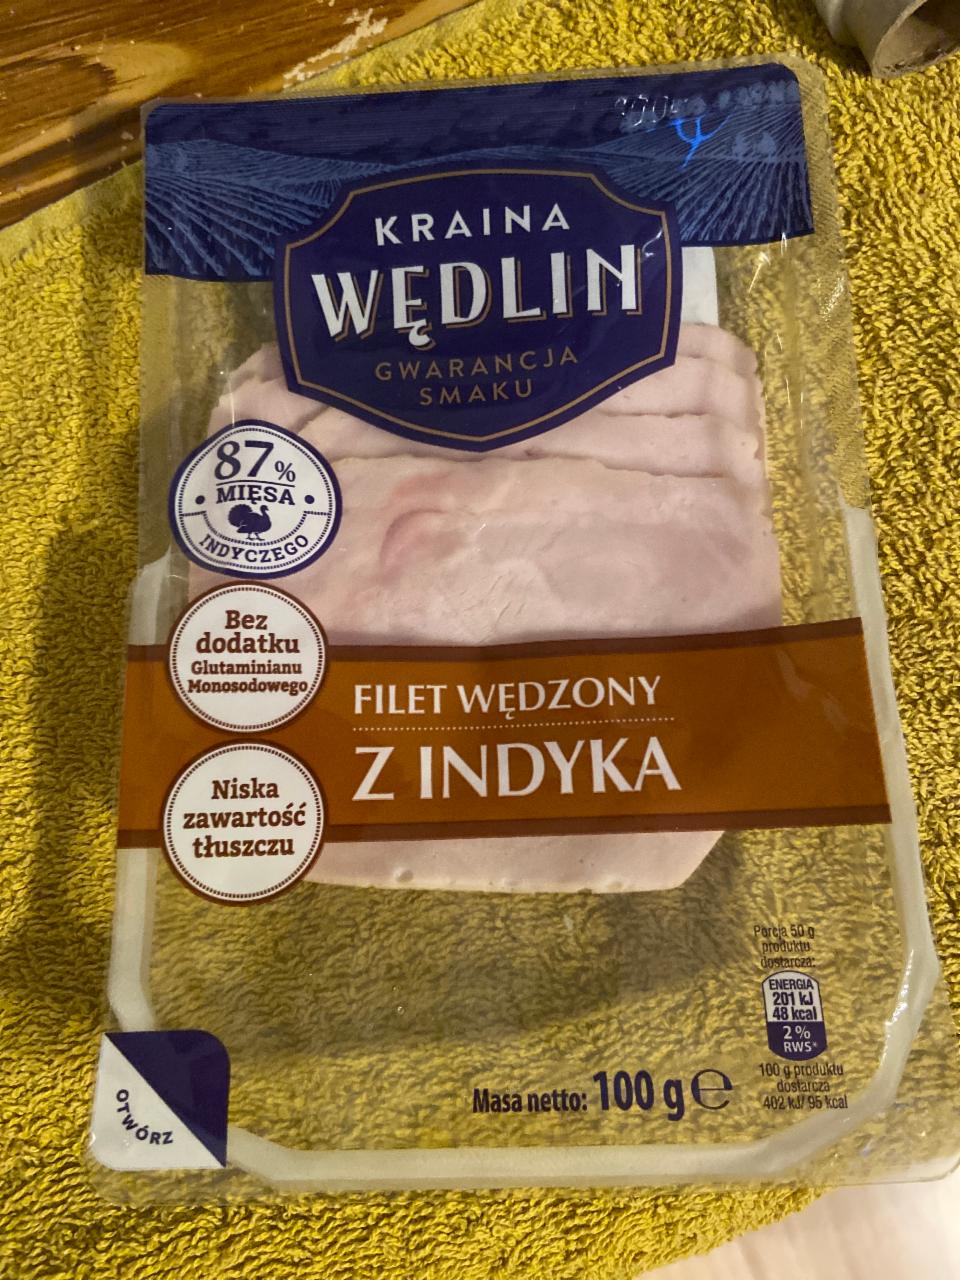 KRAINA
WĘDLIN
GWARANCJA
SMAKU
87%
MIĘSA
INDYCZEGO
Bez
dodatku
Glutaminianu
Monosodowego
FILET WĘDZONY
Z INDYKA
Niska
zawartość
tłuszczu
Porcja 50 g
produktu
dostarcza:
ENERGIA
201 kJ
48 kcal
2%
RWS*
100 g produktu
dostarcza
402 kJ/ 95 kcal
Masa netto: 100 g e
OTWÓRZ